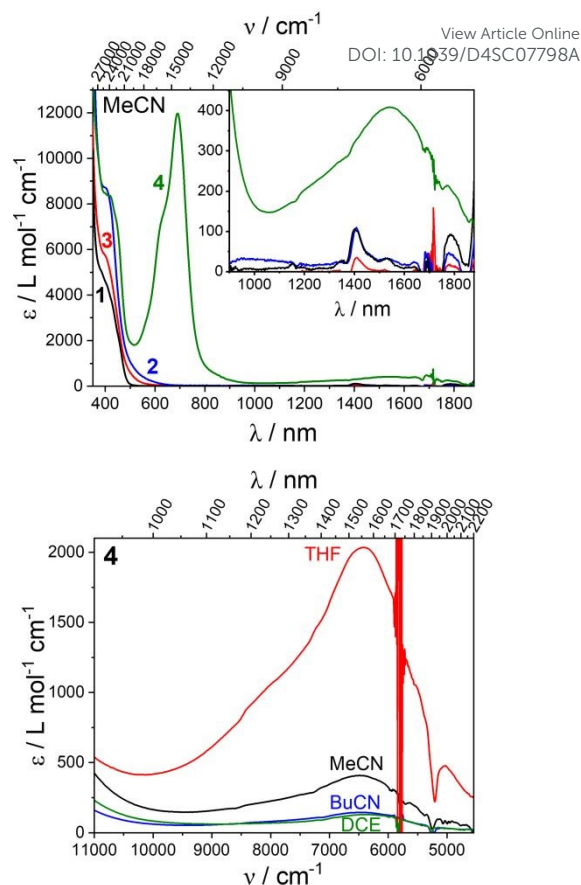 View Article Online
DOI: 10.1039/D4SC07798A
ν / cm⁻¹
27000 24000 21000 18000 15000 12000 9000 6000
MeCN
ε / L mol⁻¹ cm⁻¹
12000
10000
8000
6000
4000
2000
0
4
3
1
2
400
300
200
100
0
1000 1200 1400 1600 1800
λ / nm
400 600 800 1000 1200 1400 1600 1800
λ / nm
λ / nm
1000 1100 1200 1300 1400 1500 1600 1700 1800 1900 2000 2100 2200
4
THF
ε / L mol⁻¹ cm⁻¹
2000
1500
1000
500
0
MeCN
BuCN
DCE
11000 10000 9000 8000 7000 6000 5000
ν / cm⁻¹